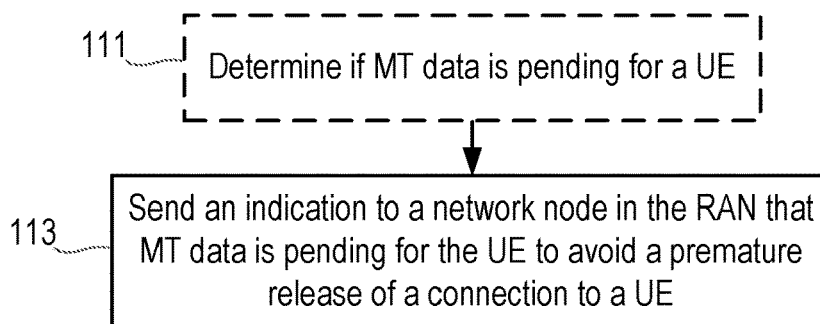 111
Determine if MT data is pending for a UE
113
Send an indication to a network node in the RAN that
MT data is pending for the UE to avoid a premature
release of a connection to a UE